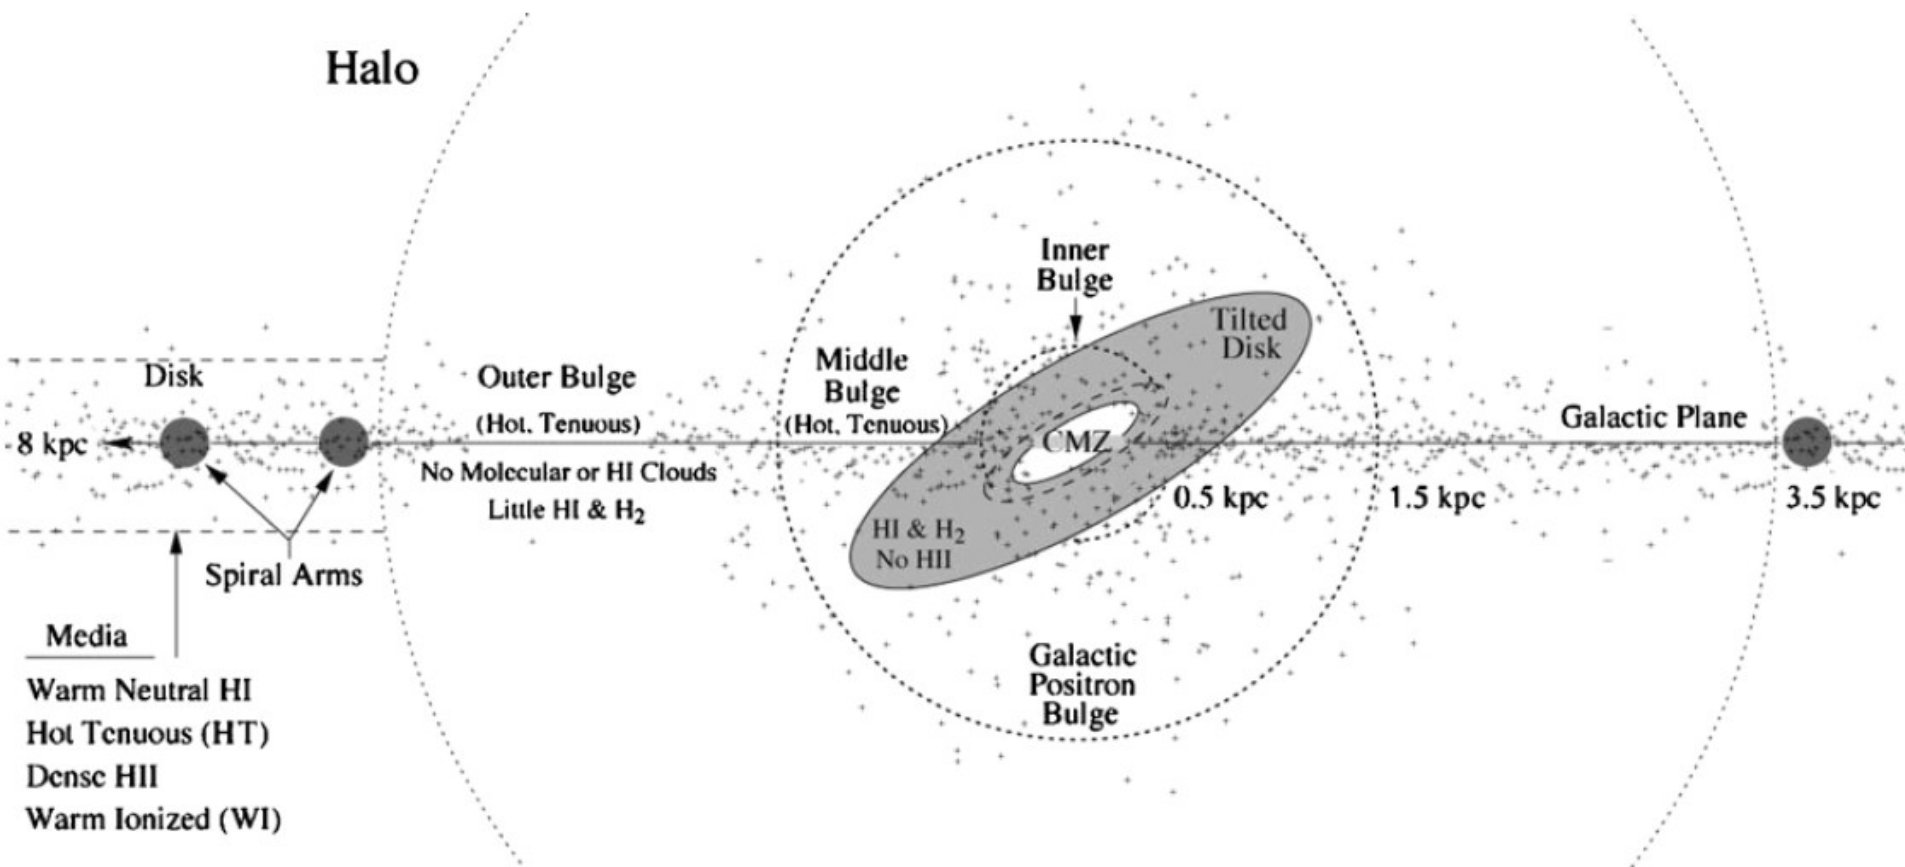 Halo
Inner
Bulge
Tilted
Disk
Disk
Outer Bulge
(Hot, Tenuous)
Middle
Bulge
(Hot, Tenuous)
Galactic Plane
8 kpc
CMZ
No Molecular or HI Clouds
Little HI & H₂
0.5 kpc
1.5 kpc
3.5 kpc
HI & H₂
No HII
Spiral Arms
Media
Warm Neutral HI
Hot Tenuous (HT)
Dense HII
Warm Ionized (WI)
Galactic
Positron
Bulge